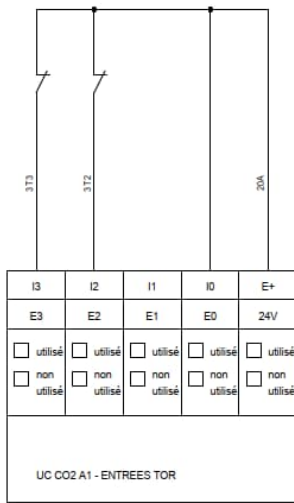 3T3
3T2
20A
I3 I2 I1 I0 E+
E3 E2 E1 E0 24V
utilisé utilisé utilisé utilisé utilisé
non utilisé non utilisé non utilisé non utilisé non utilisé
UC CO2 A1 - ENTREES TOR